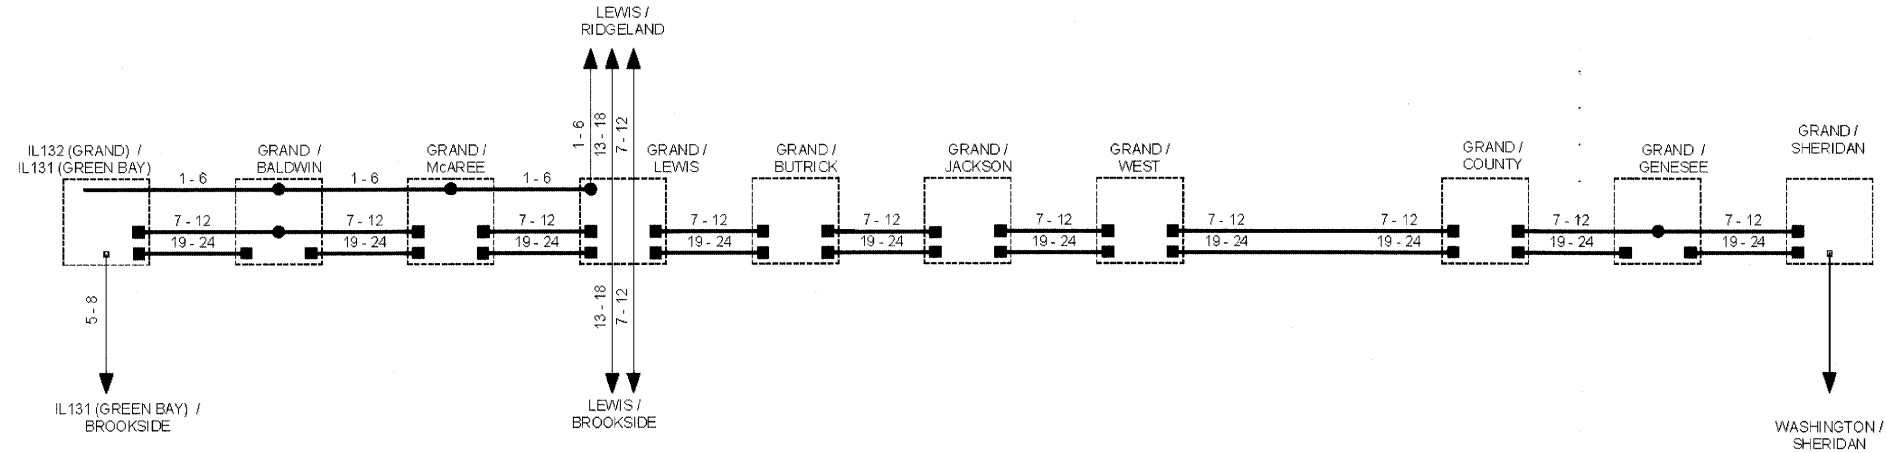 LEWIS /
RIDGELAND
1 - 6
13 - 18
7 - 12
IL132 (GRAND) /
IL131 (GREEN BAY)
GRAND /
BALDWIN
GRAND /
McAREE
GRAND /
LEWIS
GRAND /
BUTRICK
GRAND /
JACKSON
GRAND /
WEST
GRAND /
COUNTY
GRAND /
GENESEE
GRAND /
SHERIDAN
1 - 6
1 - 6
1 - 6
7 - 12
7 - 12
7 - 12
7 - 12
7 - 12
7 - 12
7 - 12
7 - 12
7 - 12
7 - 12
19 - 24
19 - 24
19 - 24
19 - 24
19 - 24
19 - 24
19 - 24
19 - 24
19 - 24
19 - 24
5 - 8
13 - 18
7 - 12
IL131 (GREEN BAY) /
BROOKSIDE
LEWIS /
BROOKSIDE
WASHINGTON /
SHERIDAN